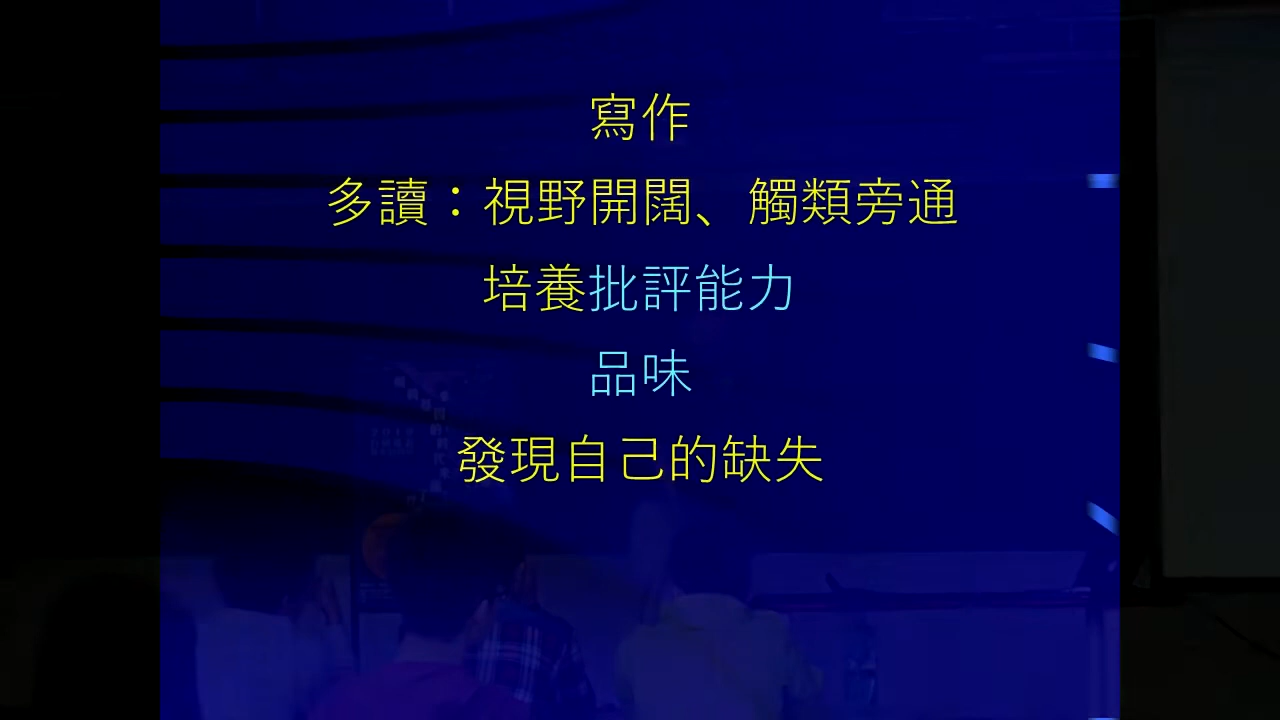 寫作
多讀：視野開闊、觸類旁通
培養批評能力
品味
發現自己的缺失